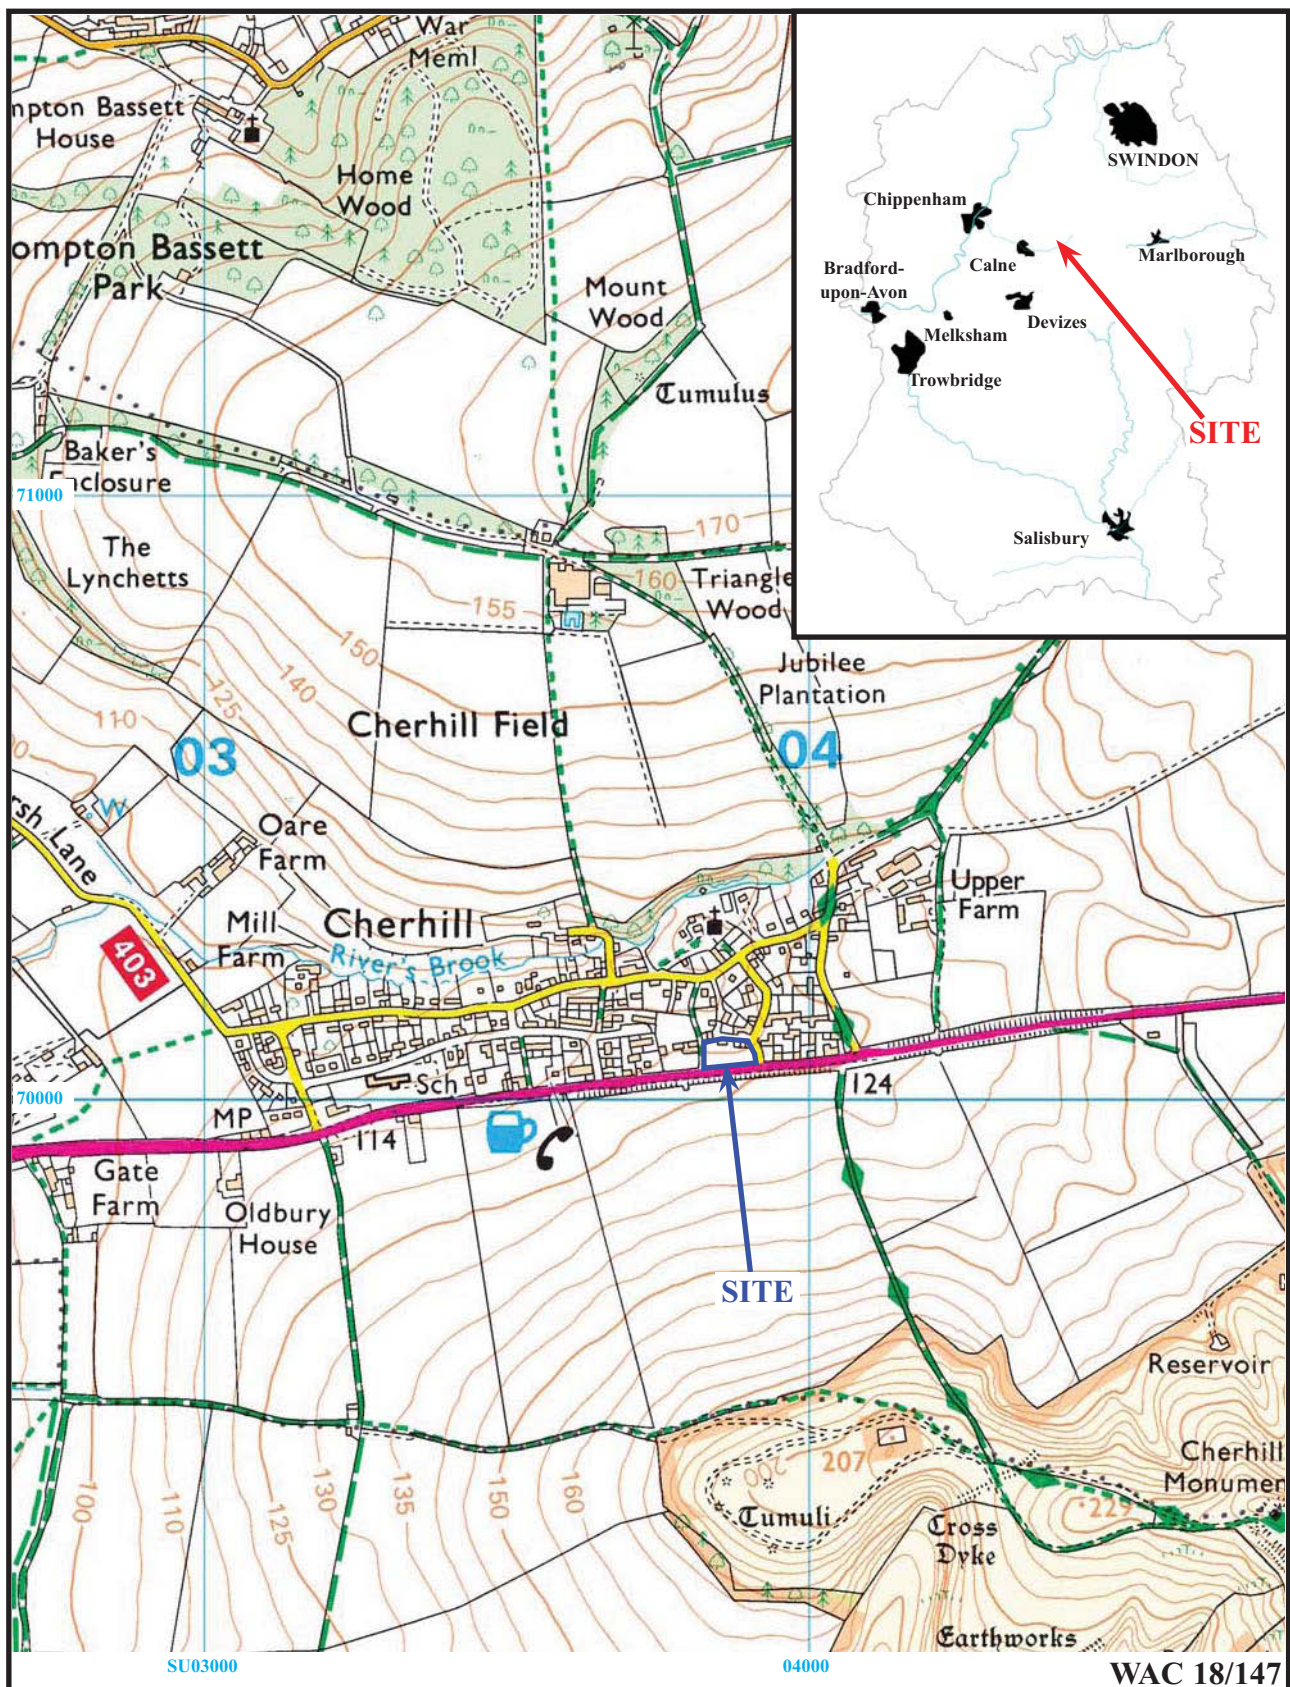 War
Meml
mpton Bassett
House
Home
Wood
ompton Bassett
Park
Mount
Wood
Tumulus
Baker's
Enclosure
71000
The
Lynchetts
170
160
Triangle
Wood
155
150
140
125
110
Jubilee
Plantation
Cherhill Field
03
04
W
rsh Lane
Oare
Farm
Upper
Farm
Mill
Farm
Cherhill
River's Brook
403
Sch
70000
MP
114
124
Gate
Farm
Oldbury
House
SITE
Reservoir
Cherhill
Monumen
207
200
229
Tumuli
Cross
Dyke
100
110
125
130
135
150
160
Earthworks
SU03000
04000
WAC 18/147
SWINDON
Chippenham
Calne
Marlborough
Bradford-
upon-Avon
Devizes
Melksham
Trowbridge
SITE
Salisbury